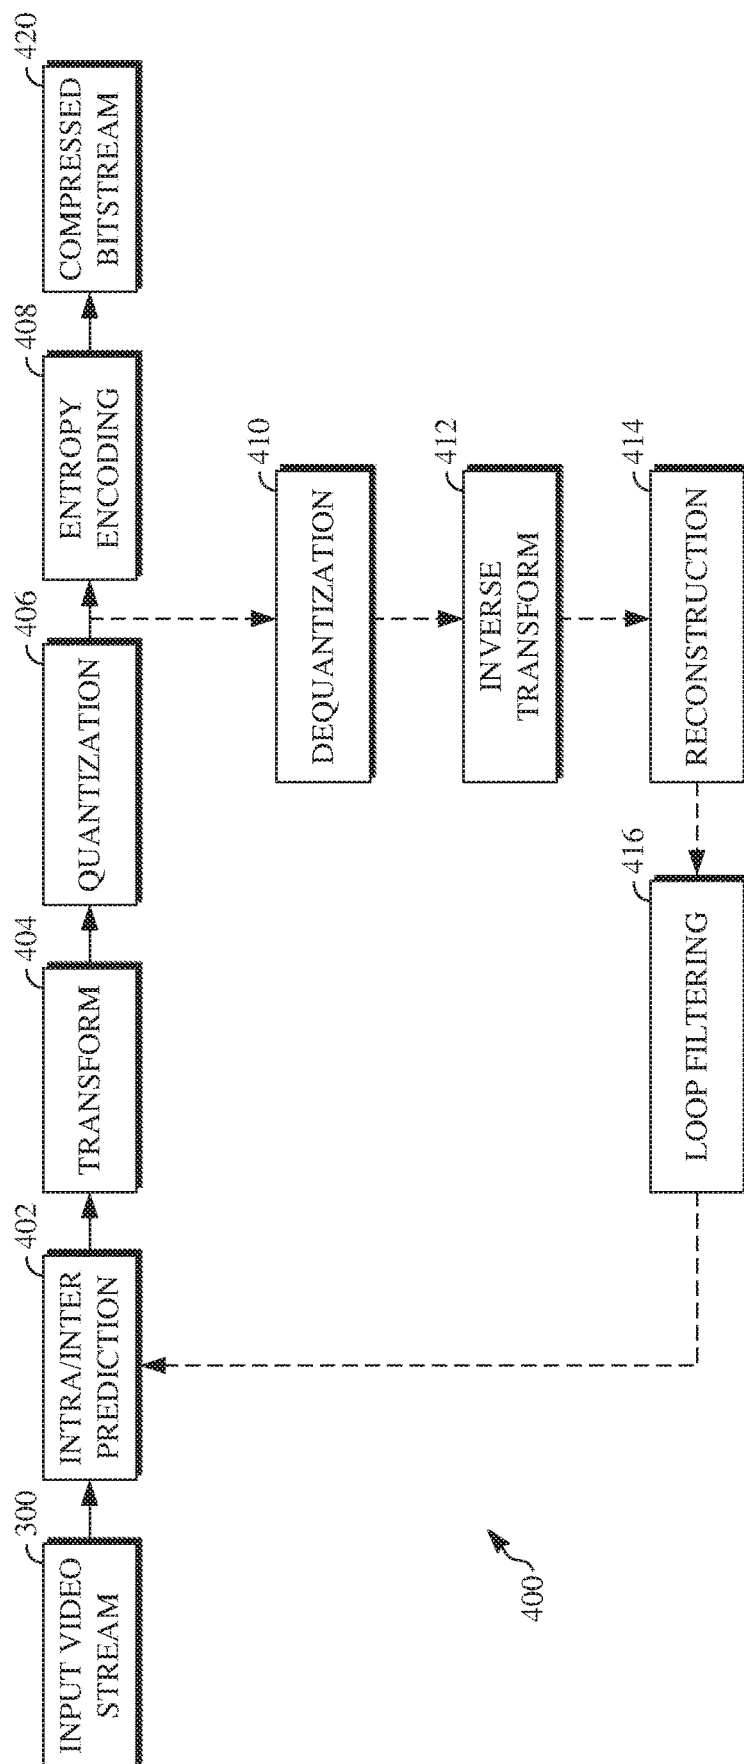 300
INPUT VIDEO
STREAM
402
INTRA/INTER
PREDICTION
404
TRANSFORM
406
QUANTIZATION
408
ENTROPY
ENCODING
420
COMPRESSED
BITSTREAM
410
DEQUANTIZATION
412
INVERSE
TRANSFORM
414
RECONSTRUCTION
416
LOOP FILTERING
400